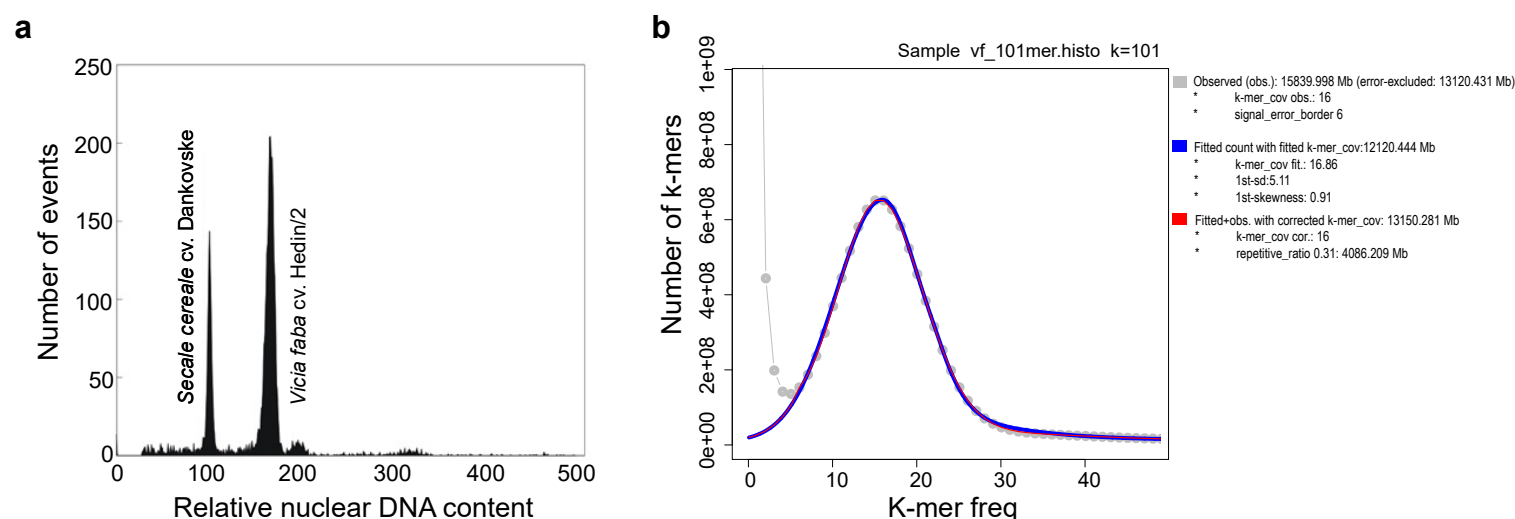 a
250
200
150
100
50
0
Number of events
Secale cereale cv. Dankovske
Vicia faba cv. Hedin/2
0 100 200 300 400 500
Relative nuclear DNA content
b
Sample vf_101mer.histo k=101
1e+09
8e+08
6e+08
4e+08
2e+08
0e+00
Number of k-mers
0 10 20 30 40
K-mer freq
Observed (obs.): 15839.998 Mb (error-excluded: 13120.431 Mb)
* k-mer_cov obs.: 16
* signal_error_border 6
Fitted count with fitted k-mer_cov:12120.444 Mb
* k-mer_cov fit.: 16.86
* 1st-sd:5.11
* 1st-skewness: 0.91
Fitted+obs. with corrected k-mer_cov: 13150.281 Mb
* k-mer_cov cor.: 16
* repetitive_ratio 0.31: 4086.209 Mb